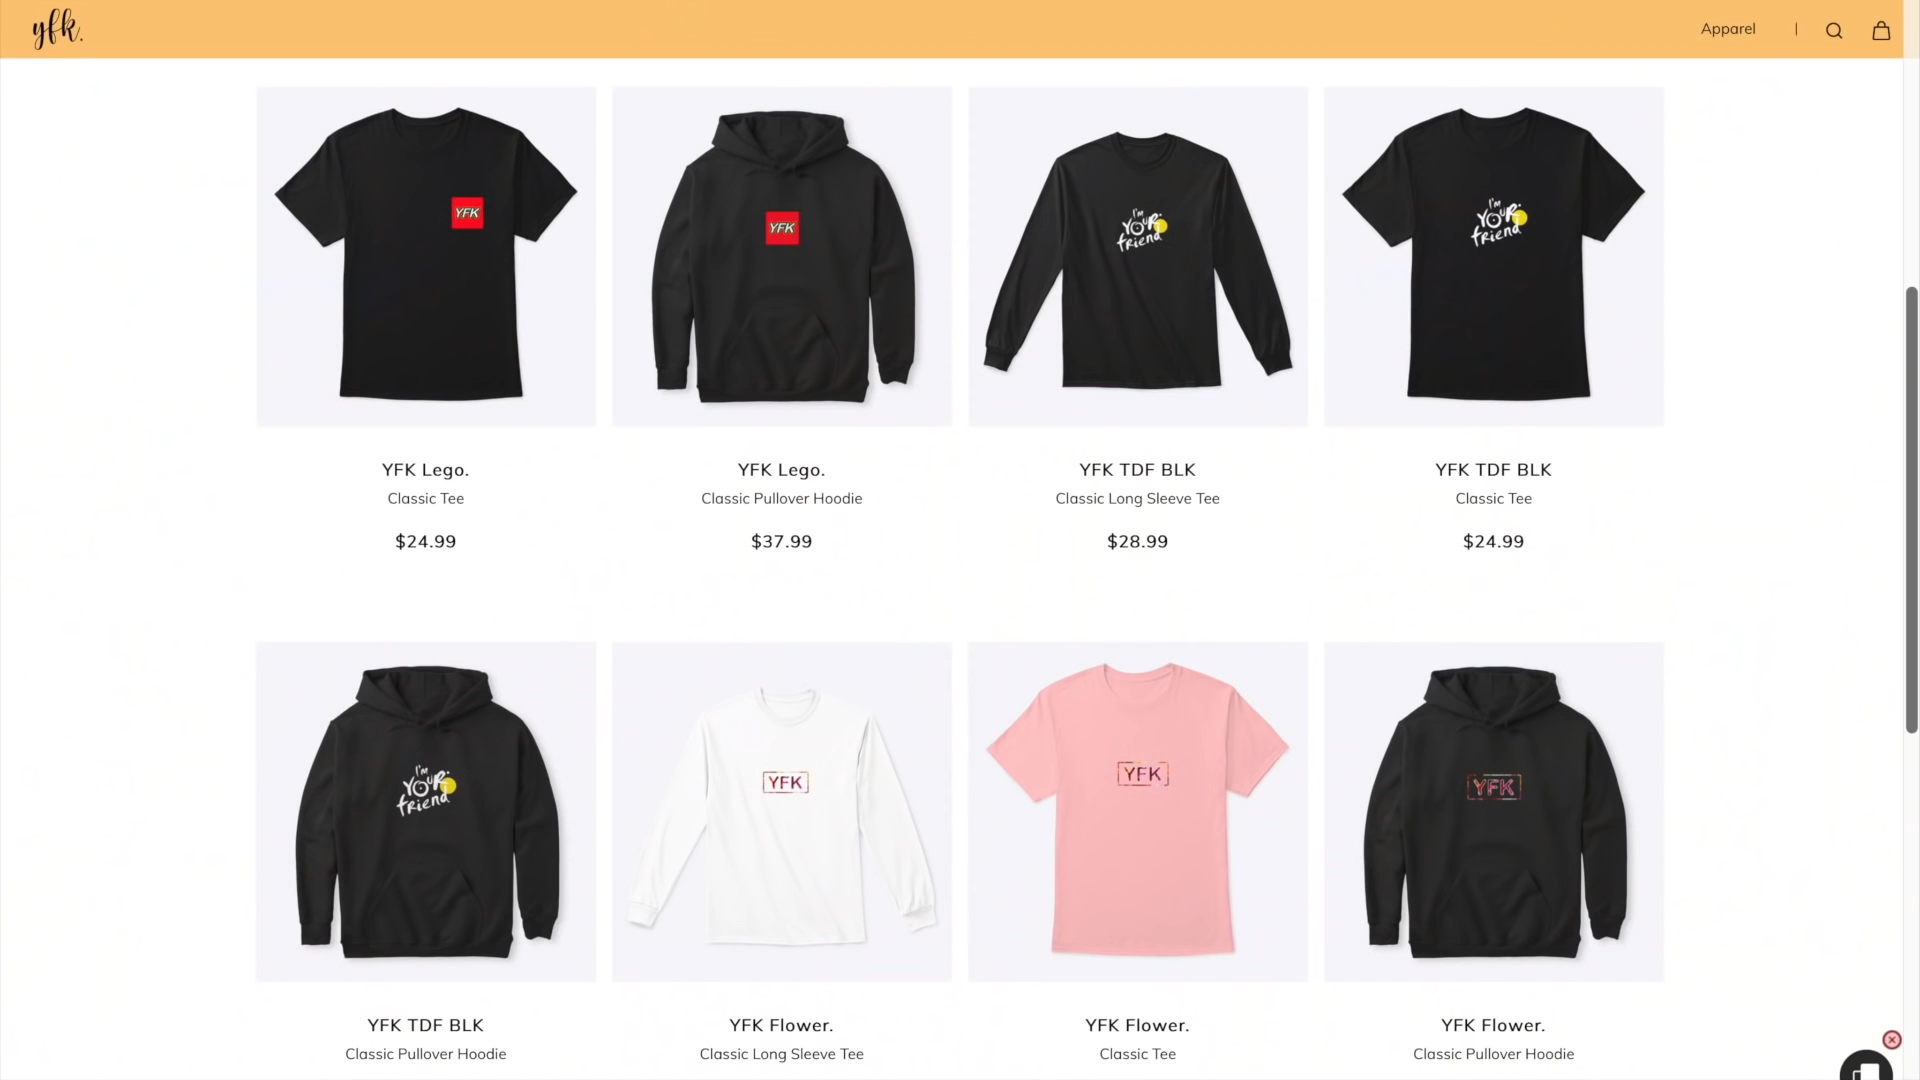 yfk.
Apparel
YFK
YFK
I'm
YOUR.
friend
I'm
YOUR.
friend
YFK Lego.
Classic Tee
$24.99
YFK Lego.
Classic Pullover Hoodie
$37.99
YFK TDF BLK
Classic Long Sleeve Tee
$28.99
YFK TDF BLK
Classic Tee
$24.99
I'm
YOUR.
friend
YFK
YFK
YFK
YFK TDF BLK
Classic Pullover Hoodie
YFK Flower.
Classic Long Sleeve Tee
YFK Flower.
Classic Tee
YFK Flower.
Classic Pullover Hoodie